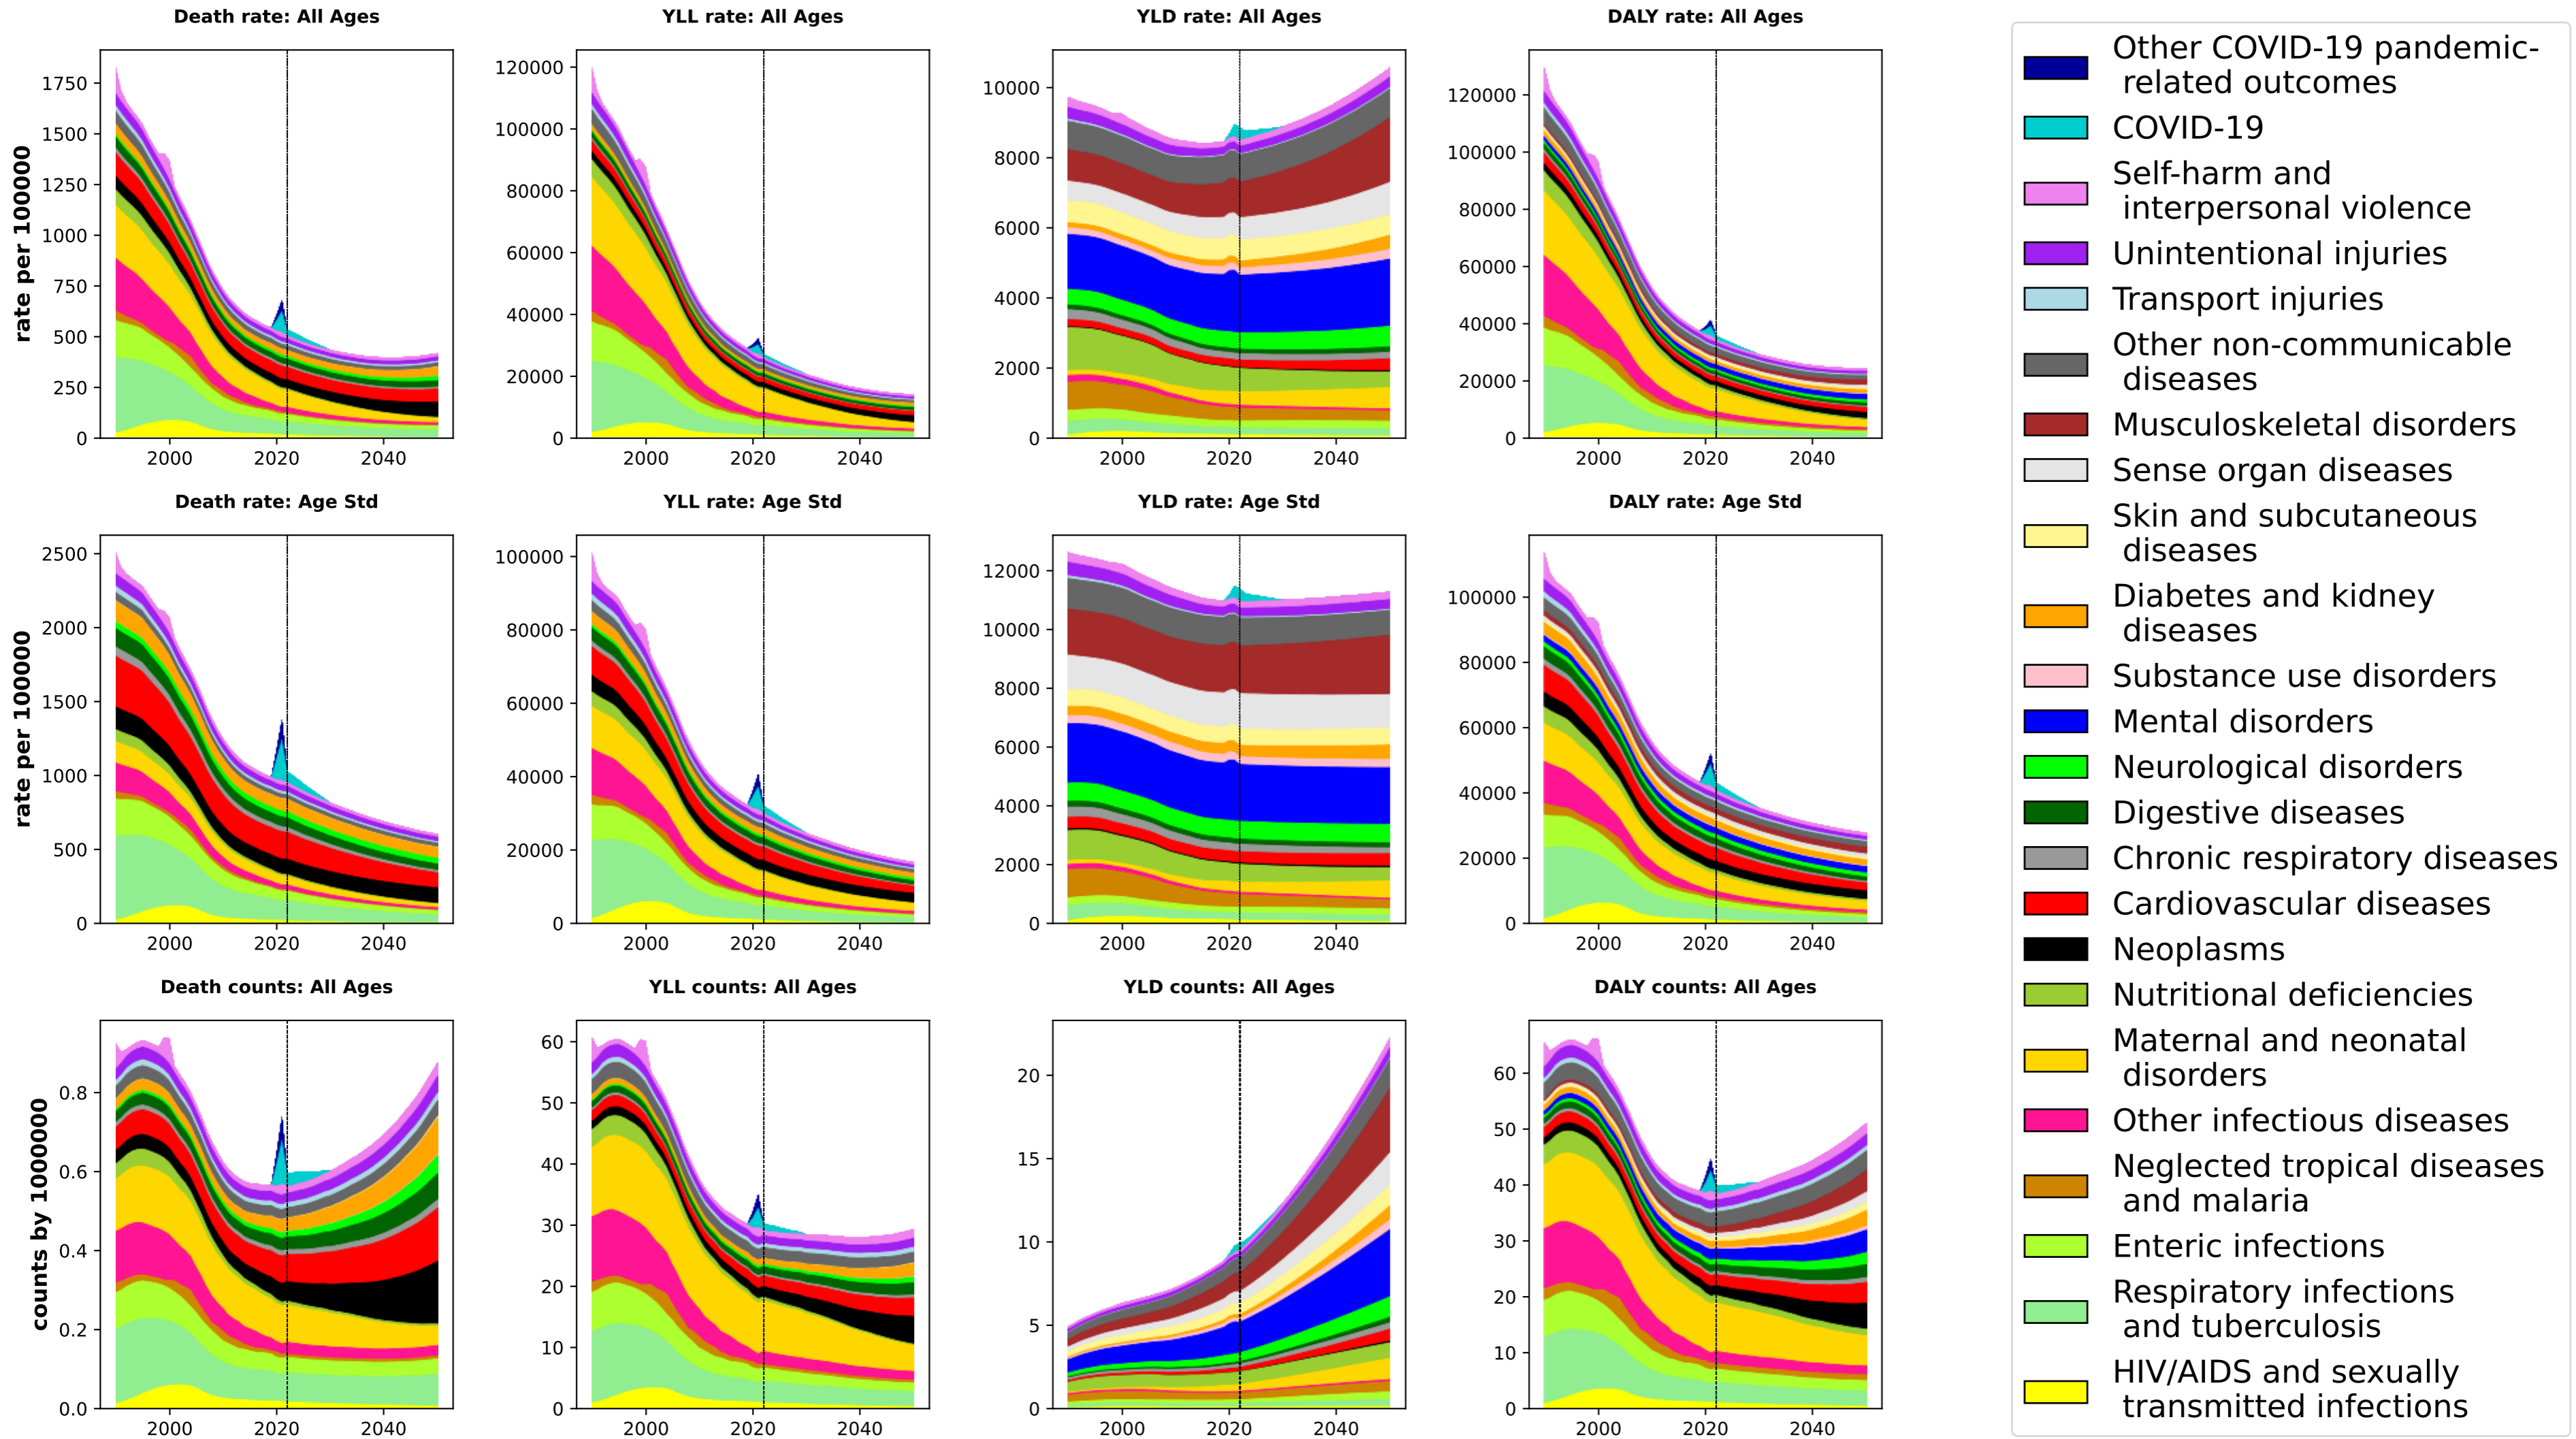 Death rate: All Ages
YLL rate: All Ages
YLD rate: All Ages
DALY rate: All Ages
rate per 100000
1750
1500
1250
1000
750
500
250
0
2000
2020
2040
120000
100000
80000
60000
40000
20000
0
2000
2020
2040
10000
8000
6000
4000
2000
0
2000
2020
2040
120000
100000
80000
60000
40000
20000
0
2000
2020
2040
Death rate: Age Std
YLL rate: Age Std
YLD rate: Age Std
DALY rate: Age Std
rate per 100000
2500
2000
1500
1000
500
0
2000
2020
2040
100000
80000
60000
40000
20000
0
2000
2020
2040
12000
10000
8000
6000
4000
2000
0
2000
2020
2040
100000
80000
60000
40000
20000
0
2000
2020
2040
Death counts: All Ages
YLL counts: All Ages
YLD counts: All Ages
DALY counts: All Ages
counts by 1000000
0.8
0.6
0.4
0.2
0.0
2000
2020
2040
60
50
40
30
20
10
0
2000
2020
2040
20
15
10
5
0
2000
2020
2040
60
50
40
30
20
10
0
2000
2020
2040
Other COVID-19 pandemic-
related outcomes
COVID-19
Self-harm and
interpersonal violence
Unintentional injuries
Transport injuries
Other non-communicable
diseases
Musculoskeletal disorders
Sense organ diseases
Skin and subcutaneous
diseases
Diabetes and kidney
diseases
Substance use disorders
Mental disorders
Neurological disorders
Digestive diseases
Chronic respiratory diseases
Cardiovascular diseases
Neoplasms
Nutritional deficiencies
Maternal and neonatal
disorders
Other infectious diseases
Neglected tropical diseases
and malaria
Enteric infections
Respiratory infections
and tuberculosis
HIV/AIDS and sexually
transmitted infections